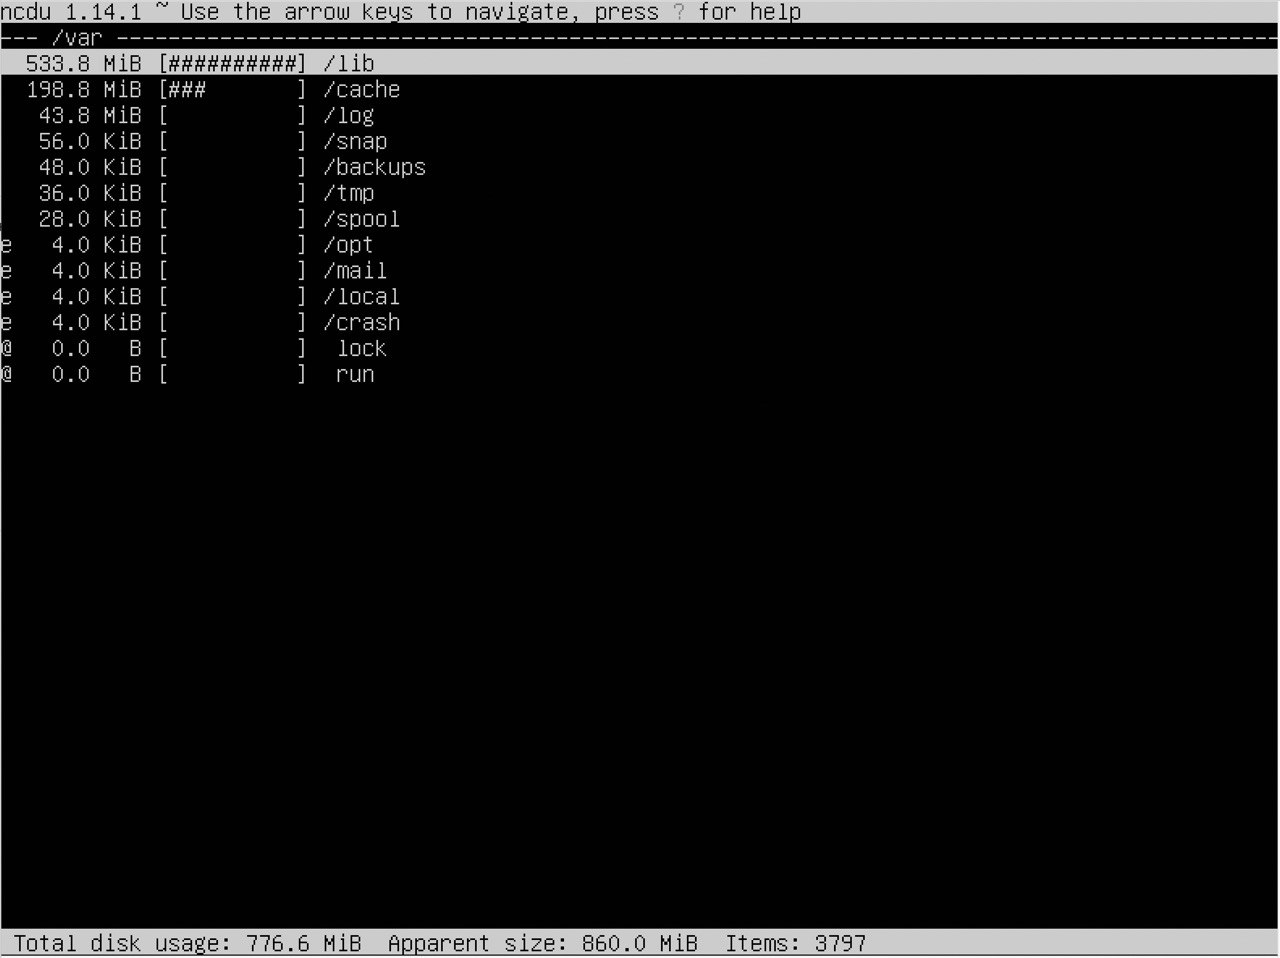 ncdu 1.14.1 ~ Use the arrow keys to navigate, press ? for help
--- /var -------------------------------------------------------------------------------------------
  533.8 MiB [##########] /lib
  198.8 MiB [###       ] /cache
   43.8 MiB [          ] /log
   56.0 KiB [          ] /snap
   48.0 KiB [          ] /backups
   36.0 KiB [          ] /tmp
   28.0 KiB [          ] /spool
e   4.0 KiB [          ] /opt
e   4.0 KiB [          ] /mail
e   4.0 KiB [          ] /local
e   4.0 KiB [          ] /crash
@   0.0   B [          ]  lock
@   0.0   B [          ]  run
 Total disk usage: 776.6 MiB  Apparent size: 860.0 MiB  Items: 3797